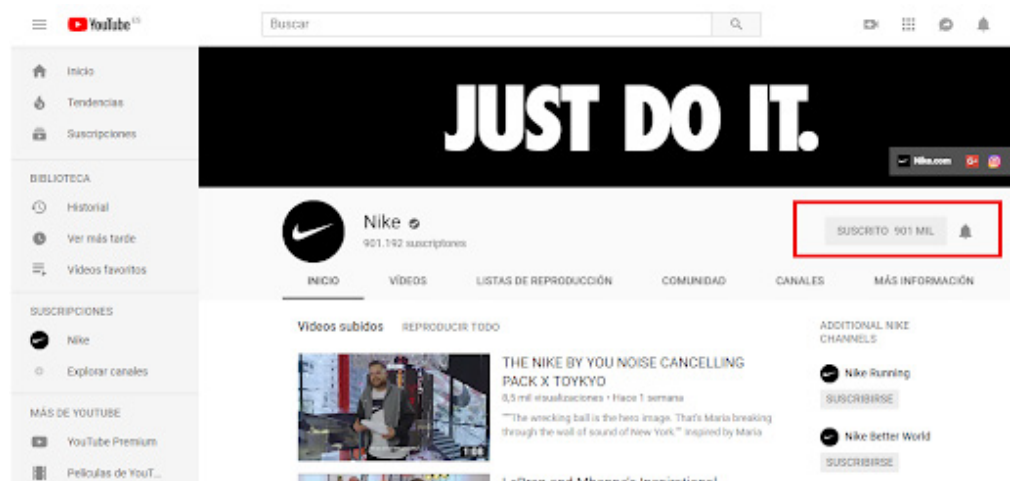 YouTube ES
Buscar
Inicio
Tendencias
Suscripciones
BIBLIOTECA
Historial
Ver más tarde
Vídeos favoritos
SUSCRIPCIONES
Nike
Explorar canales
MÁS DE YOUTUBE
YouTube Premium
Películas de YouT...
JUST DO IT.
Nike.com
G+
Nike
901.192 suscriptores
SUSCRITO 901 MIL
INICIO VÍDEOS LISTAS DE REPRODUCCIÓN COMUNIDAD CANALES MÁS INFORMACIÓN
Vídeos subidos REPRODUCIR TODO
THE NIKE BY YOU NOISE CANCELLING
PACK X TOYKYO
8,5 mil visualizaciones • Hace 1 semana
""The wrecking ball is the hero image. That's Maria breaking
through the wall of sound of New York."" Inspired by Maria
ADDITIONAL NIKE
CHANNELS
Nike Running
SUSCRIBIRSE
Nike Better World
SUSCRIBIRSE